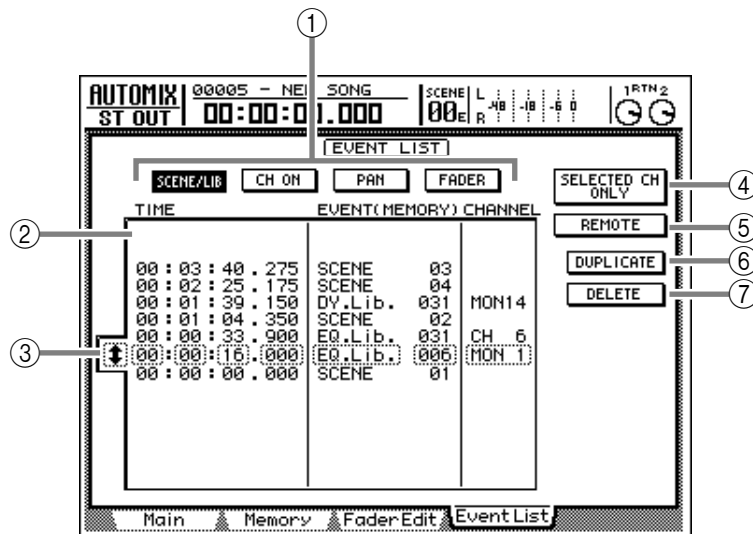 ①
AUTOMIX 00005 - NEW SONG SCENE L -48 -18 -6 0 1RTN2
ST OUT 00:00:00.000 00E R
EVENT LIST
SCENE/LIB CH ON PAN FADER SELECTED CH ONLY ④
TIME EVENT(MEMORY) CHANNEL
② REMOTE ⑤
DUPLICATE ⑥
00:03:40.275 SCENE 03
00:02:25.175 SCENE 04 DELETE ⑦
00:01:39.150 DY.Lib. 031 MON14
00:01:04.350 SCENE 02
00:00:33.900 EQ.Lib. 031 CH 6
③ 00:00:16.000 EQ.Lib. 006 MON 1
00:00:00.000 SCENE 01
Main Memory Fader Edit Event List